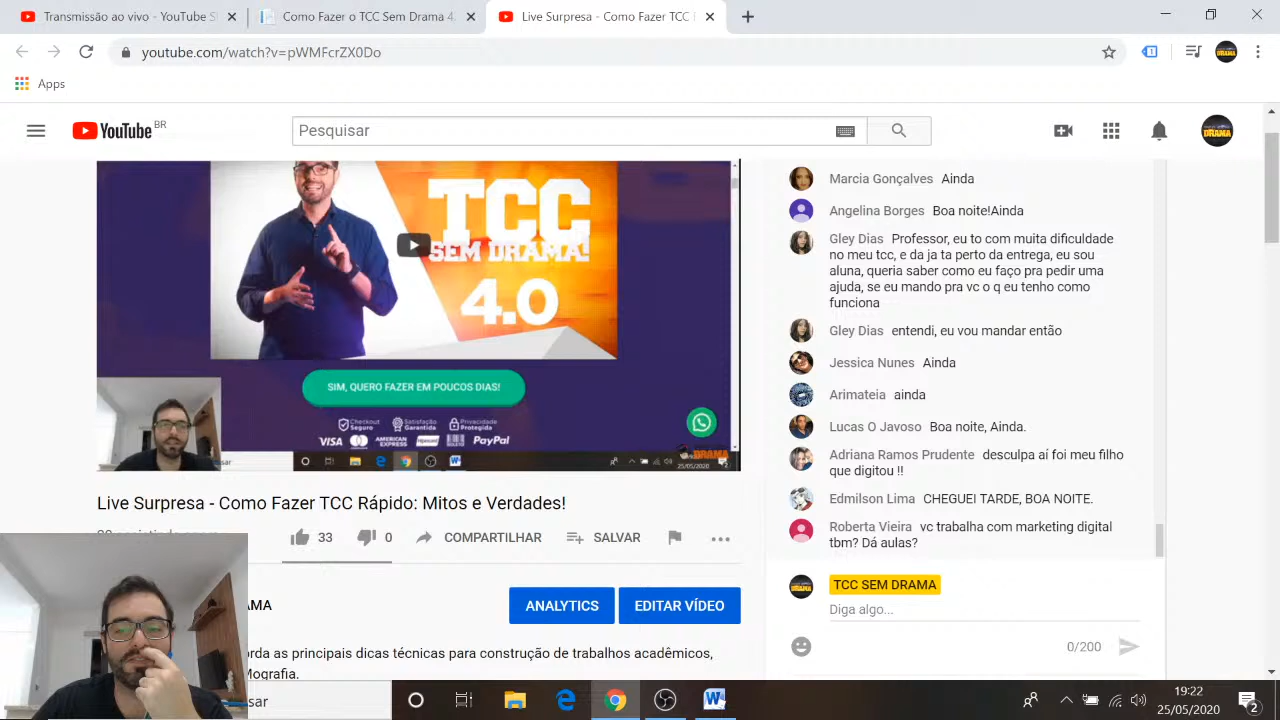 Transmissão ao vivo - YouTube S
Como Fazer o TCC Sem Drama 4.
Live Surpresa - Como Fazer TCC
youtube.com/watch?v=pWMFcrZX0Do
Apps
YouTube BR
Pesquisar
TCC
SEM DRAMA!
4.0
SIM, QUERO FAZER EM POUCOS DIAS!
Checkout Seguro
Satisfação Garantida
Privacidade Protegida
VISA AMERICAN EXPRESS PayPal
DRAMA
25/05/2020
Live Surpresa - Como Fazer TCC Rápido: Mitos e Verdades!
33 0 COMPARTILHAR SALVAR
AMA
ANALYTICS EDITAR VÍDEO
rda as principais dicas técnicas para construção de trabalhos acadêmicos,
Mografia.
sar
Marcia Gonçalves Ainda
Angelina Borges Boa noite!Ainda
Gley Dias Professor, eu to com muita dificuldade
no meu tcc, e da ja ta perto da entrega, eu sou
aluna, queria saber como eu faço pra pedir uma
ajuda, se eu mando pra vc o q eu tenho como
funciona
Gley Dias entendi, eu vou mandar então
Jessica Nunes Ainda
Arimateia ainda
Lucas O Javoso Boa noite, Ainda.
Adriana Ramos Prudente desculpa aí foi meu filho
que digitou !!
Edmilson Lima CHEGUEI TARDE, BOA NOITE.
Roberta Vieira vc trabalha com marketing digital
tbm? Dá aulas?
TCC SEM DRAMA
Diga algo...
0/200
19:22
25/05/2020
2